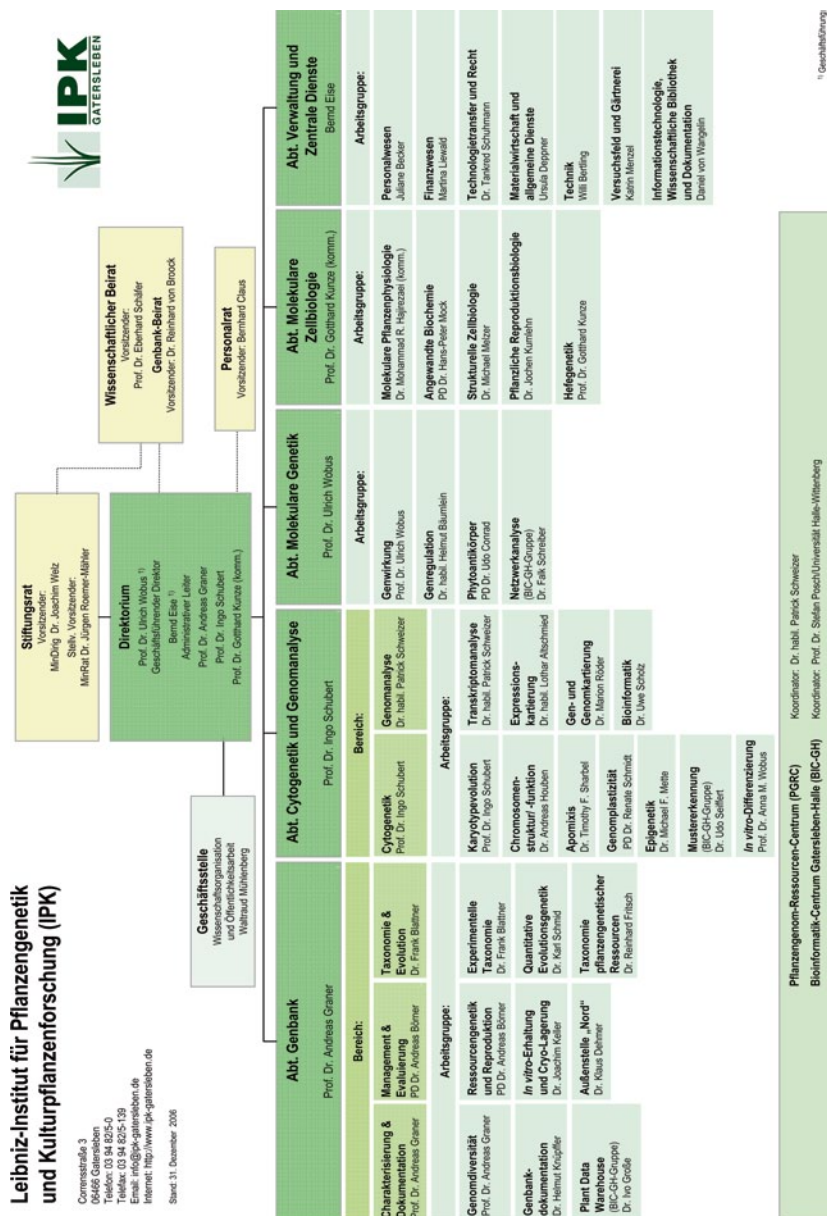 Leibniz-Institut für Pflanzengenetik
und Kulturpflanzenforschung (IPK)
Corrensstraße 3
06466 Gatersleben
Telefon: 03 94 82/5-0
Telefax: 03 94 82/5-139
Email: info@ipk-gatersleben.de
Internet: http://www.ipk-gatersleben.de
Stand: 31. Dezember 2006
IPK
GATERSLEBEN
Stiftungsrat
Vorsitzender:
MinDirig. Dr. Joachim Welz
Stellv. Vorsitzender:
MinRat Dr. Jürgen Roemer-Mähler
Wissenschaftlicher Beirat
Vorsitzender:
Prof. Dr. Eberhard Schäfer
Genbank-Beirat
Vorsitzender: Dr. Reinhard von Broock
Geschäftsstelle
Wissenschaftsorganisation
und Öffentlichkeitsarbeit
Waltraud Mühlenberg
Direktorium
Prof. Dr. Ulrich Wobus ¹⁾
Geschäftsführender Direktor
Bernd Eise ¹⁾
Administrativer Leiter
Prof. Dr. Andreas Graner
Prof. Dr. Ingo Schubert
Prof. Dr. Gotthard Kunze (komm.)
Personalrat
Vorsitzender: Bernhard Claus
Abt. Genbank
Prof. Dr. Andreas Graner
Bereich:
Charakterisierung &
Dokumentation
Prof. Dr. Andreas Graner
Management &
Evaluierung
PD Dr. Andreas Börner
Taxonomie &
Evolution
Dr. Frank Blattner
Arbeitsgruppe:
Genomdiversität
Prof. Dr. Andreas Graner
Genbank-
dokumentation
Dr. Helmut Knüpffer
Plant Data
Warehouse
(BIC-GH-Gruppe)
Dr. Ivo Große
Ressourcengenetik
und Reproduktion
PD Dr. Andreas Börner
In vitro-Erhaltung
und Cryo-Lagerung
Dr. Joachim Keller
Außenstelle „Nord"
Dr. Klaus Dehmer
Experimentelle
Taxonomie
Dr. Frank Blattner
Quantitative
Evolutionsgenetik
Dr. Karl Schmid
Taxonomie
pflanzengenetischer
Ressourcen
Dr. Reinhard Fritsch
Abt. Cytogenetik und Genomanalyse
Prof. Dr. Ingo Schubert
Bereich:
Cytogenetik
Prof. Dr. Ingo Schubert
Genomanalyse
Dr. habil. Patrick Schweizer
Arbeitsgruppe:
Karyotypevolution
Prof. Dr. Ingo Schubert
Chromosomen-
struktur/ -funktion
Dr. Andreas Houben
Apomixis
Dr. Timothy F. Sharbel
Genomplastizität
PD Dr. Renate Schmidt
Epigenetik
Dr. Michael F. Mette
Mustererkennung
(BIC-GH-Gruppe)
Dr. Udo Seiffert
In vitro-Differenzierung
Prof. Dr. Anna M. Wobus
Transkriptomanalyse
Dr. habil. Patrick Schweizer
Expressions-
kartierung
Dr. habil. Lothar Altschmied
Gen- und
Genomkartierung
Dr. Marion Röder
Bioinformatik
Dr. Uwe Scholz
Abt. Molekulare Genetik
Prof. Dr. Ulrich Wobus
Arbeitsgruppe:
Genwirkung
Prof. Dr. Ulrich Wobus
Genregulation
Dr. habil. Helmut Bäumlein
Phytoantikörper
PD Dr. Udo Conrad
Netzwerkanalyse
(BIC-GH-Gruppe)
Dr. Falk Schreiber
Abt. Molekulare
Zellbiologie
Prof. Dr. Gotthard Kunze (komm.)
Arbeitsgruppe:
Molekulare Pflanzenphysiologie
Dr. Mohammad R. Hajirezaei (komm.)
Angewandte Biochemie
PD Dr. Hans-Peter Mock
Strukturelle Zellbiologie
Dr. Michael Melzer
Pflanzliche Reproduktionsbiologie
Dr. Jochen Kumlehn
Hefegenetik
Prof. Dr. Gotthard Kunze
Abt. Verwaltung und
Zentrale Dienste
Bernd Eise
Arbeitsgruppe:
Personalwesen
Juliane Becker
Finanzwesen
Martina Liewald
Technologietransfer und Recht
Dr. Tankred Schuhmann
Materialwirtschaft und
allgemeine Dienste
Ursula Deppner
Technik
Willi Bertling
Versuchsfeld und Gärtnerei
Katrin Menzel
Informationstechnologie,
Wissenschaftliche Bibliothek
und Dokumentation
Daniel von Wangelin
Pflanzengenom-Ressourcen-Centrum (PGRC) Koordinator: Dr. habil. Patrick Schweizer
Bioinformatik-Centrum Gatersleben-Halle (BIC-GH) Koordinator: Prof. Dr. Stefan Posch/Universität Halle-Wittenberg
¹⁾ Geschäftsführung